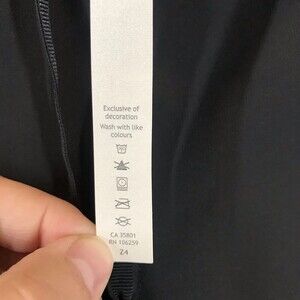 Exclusive of
decoration
Wash with like
colours
CA 35801
RN 106259
Z4